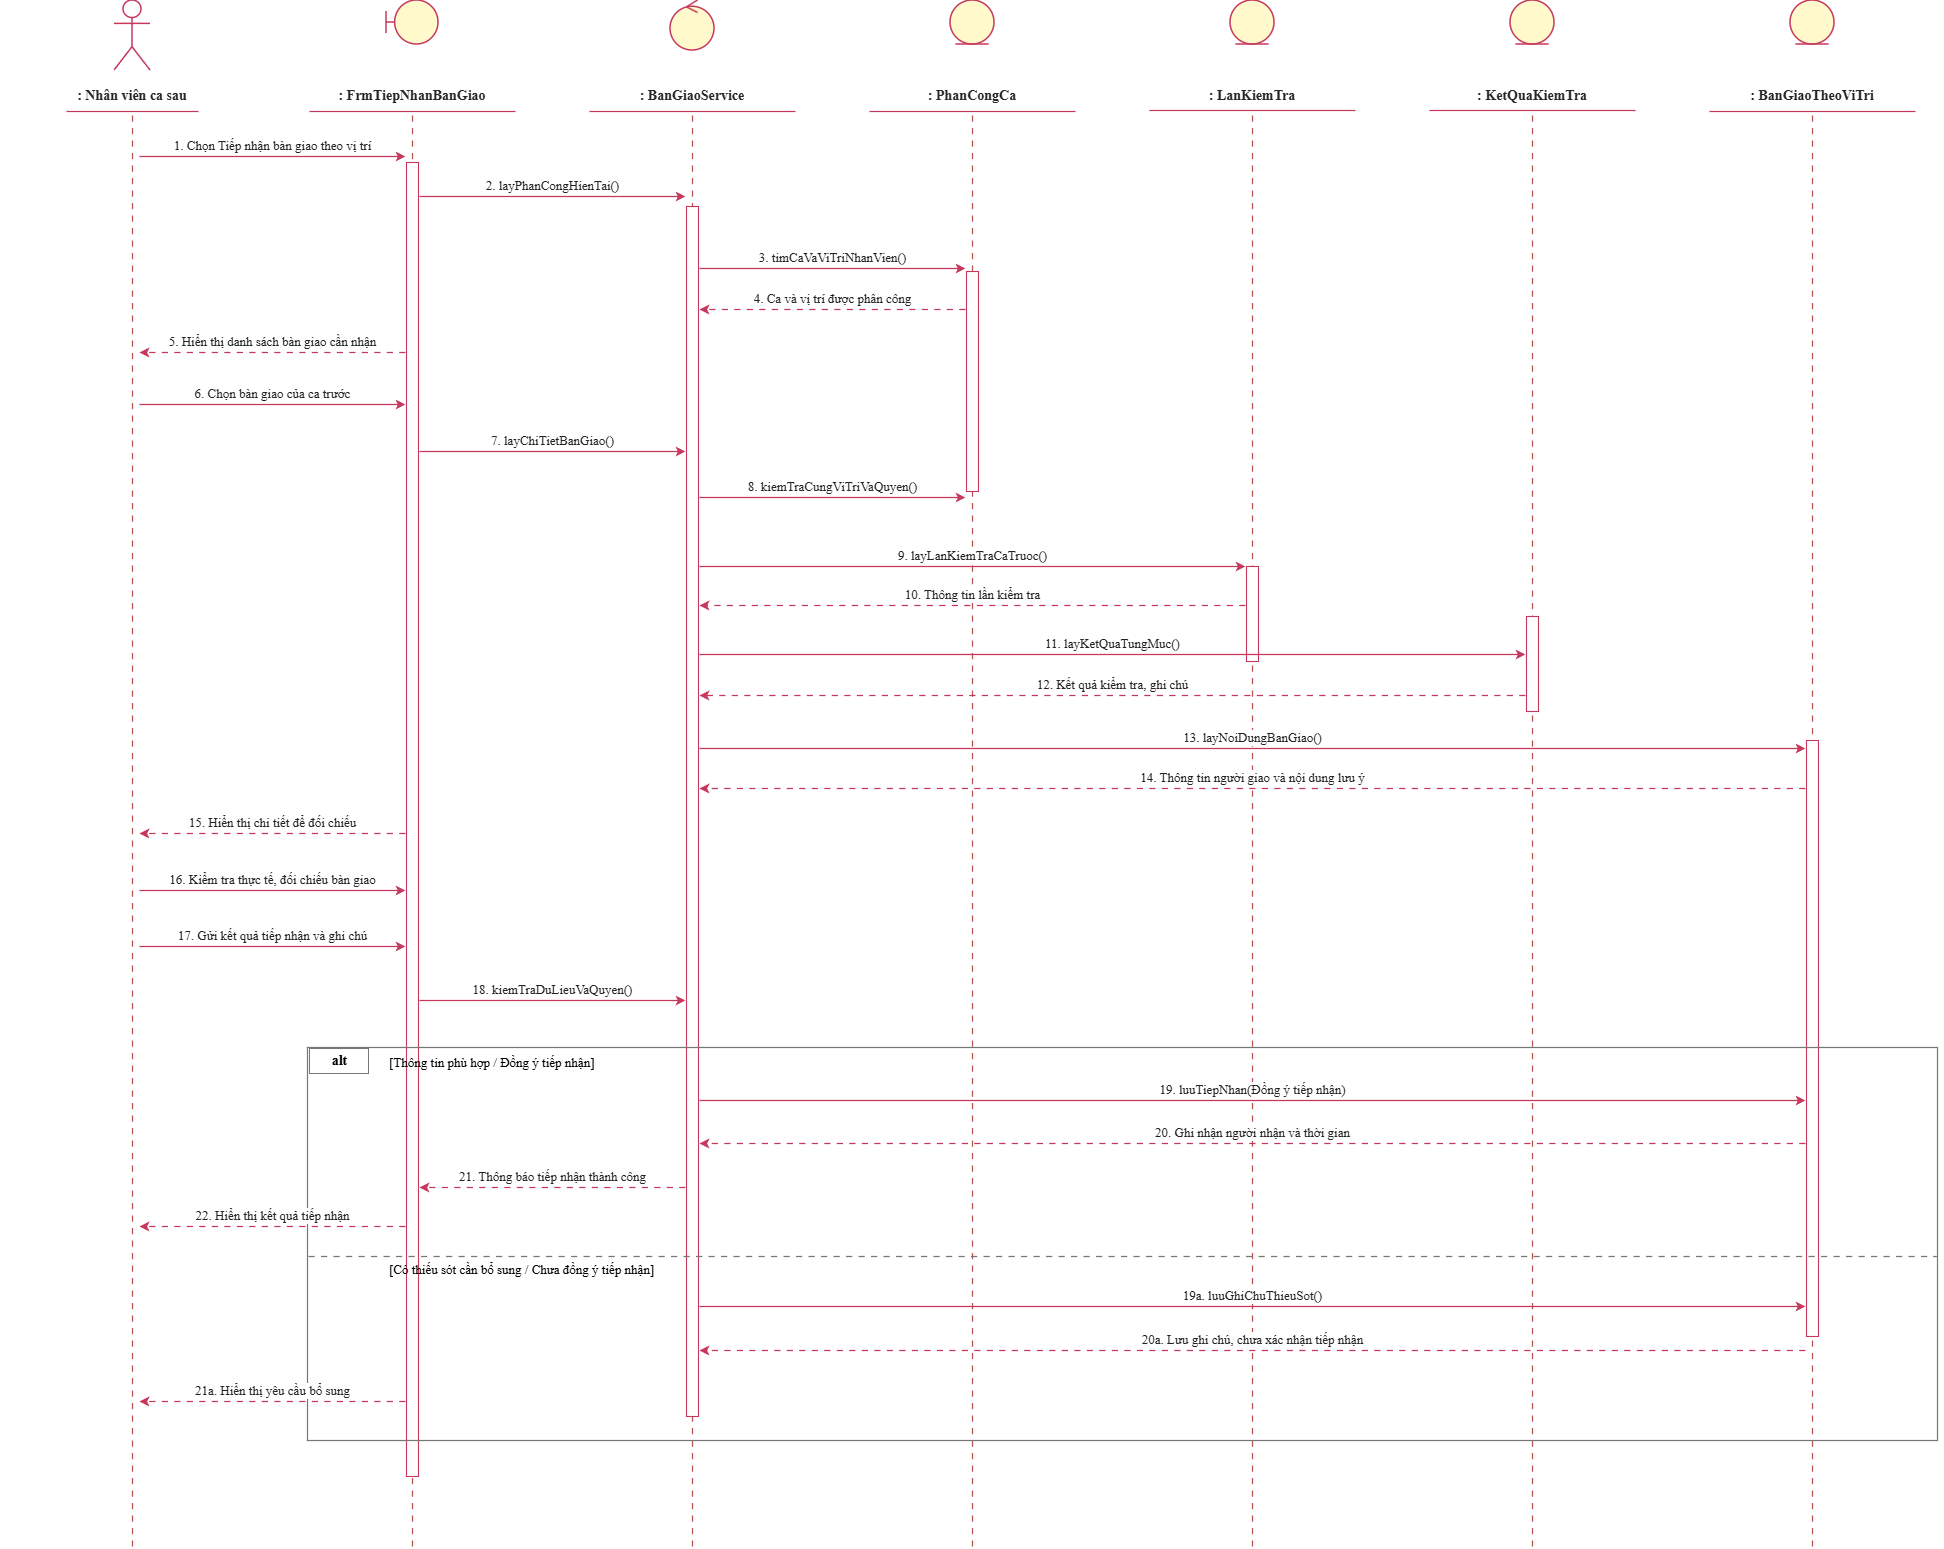 : Nhân viên ca sau
: FrmTiepNhanBanGiao
: BanGiaoService
: PhanCongCa
: LanKiemTra
: KetQuaKiemTra
: BanGiaoTheoViTri
1. Chọn Tiếp nhận bàn giao theo vị trí
2. layPhanCongHienTai()
3. timCaVaViTriNhanVien()
4. Ca và vị trí được phân công
5. Hiển thị danh sách bàn giao cần nhận
6. Chọn bàn giao của ca trước
7. layChiTietBanGiao()
8. kiemTraCungViTriVaQuyen()
9. layLanKiemTraCaTruoc()
10. Thông tin lần kiểm tra
11. layKetQuaTungMuc()
12. Kết quả kiểm tra, ghi chú
13. layNoiDungBanGiao()
14. Thông tin người giao và nội dung lưu ý
15. Hiển thị chi tiết để đối chiếu
16. Kiểm tra thực tế, đối chiếu bàn giao
17. Gửi kết quả tiếp nhận và ghi chú
18. kiemTraDuLieuVaQuyen()
alt
[Thông tin phù hợp / Đồng ý tiếp nhận]
19. luuTiepNhan(Đồng ý tiếp nhận)
20. Ghi nhận người nhận và thời gian
21. Thông báo tiếp nhận thành công
22. Hiển thị kết quả tiếp nhận
[Có thiếu sót cần bổ sung / Chưa đồng ý tiếp nhận]
19a. luuGhiChuThieuSot()
20a. Lưu ghi chú, chưa xác nhận tiếp nhận
21a. Hiển thị yêu cầu bổ sung